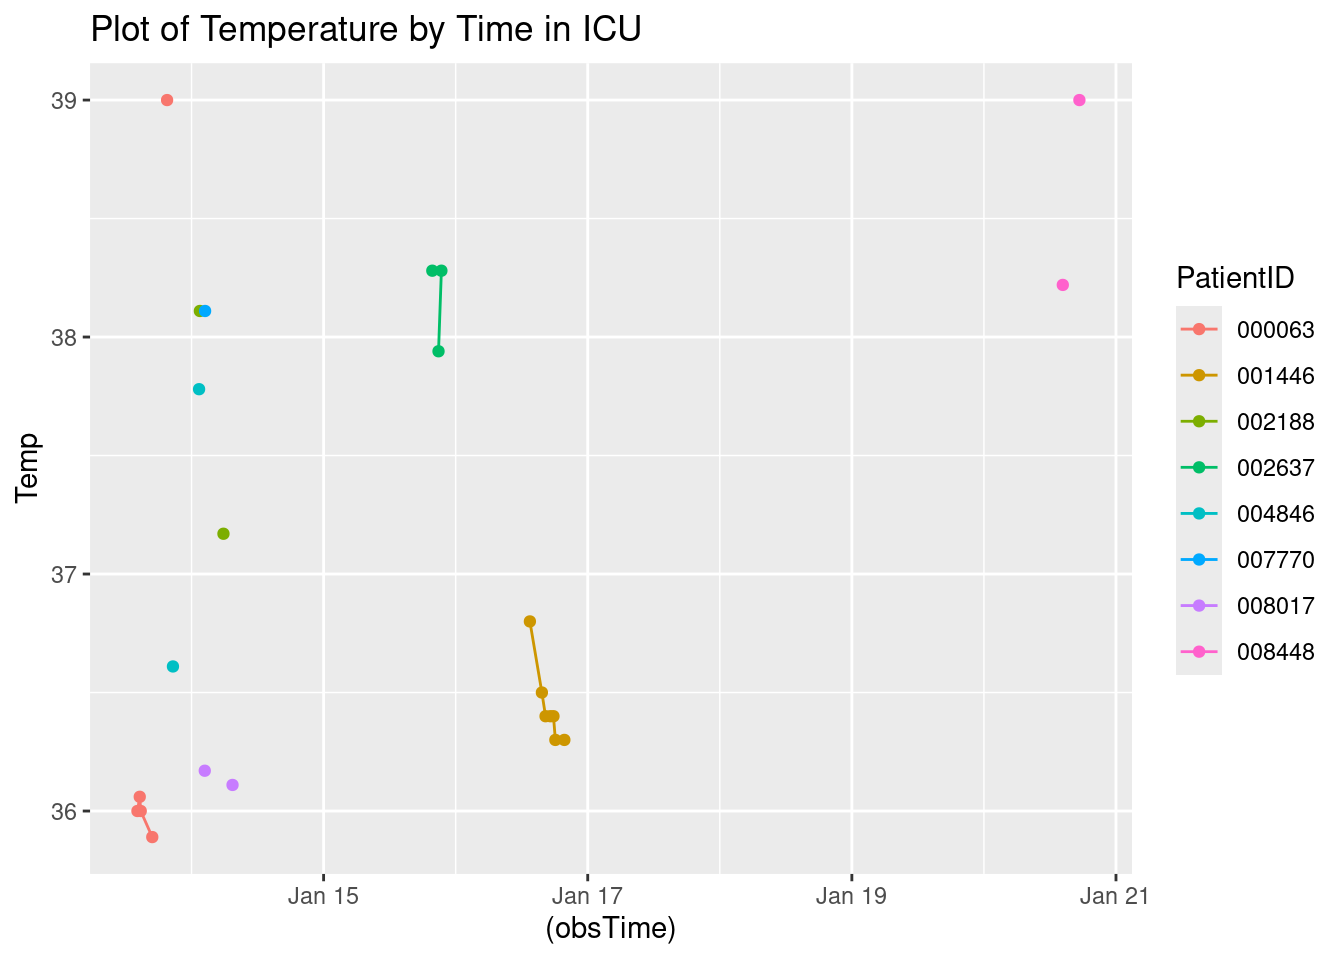 Plot of Temperature by Time in ICU
39
38
37
36
Temp
Jan 15
Jan 17
Jan 19
Jan 21
(obsTime)
PatientID
000063
001446
002188
002637
004846
007770
008017
008448